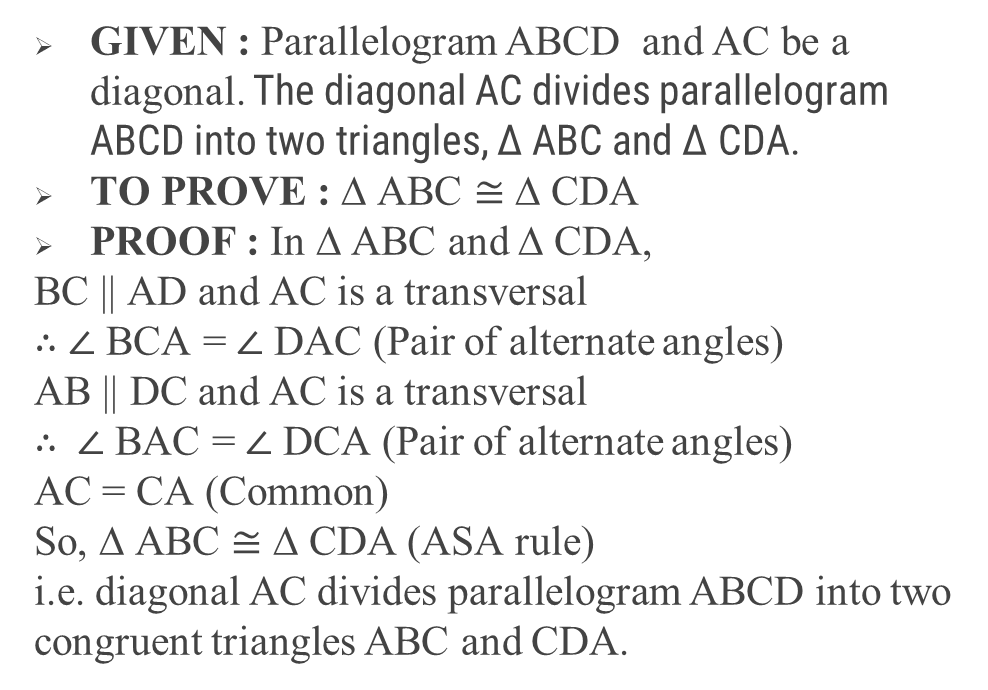 ➢ GIVEN : Parallelogram ABCD and AC be a
diagonal. The diagonal AC divides parallelogram
ABCD into two triangles, Δ ABC and Δ CDA.
➢ TO PROVE : Δ ABC ≅ Δ CDA
➢ PROOF : In Δ ABC and Δ CDA,
BC || AD and AC is a transversal
∴ ∠ BCA = ∠ DAC (Pair of alternate angles)
AB || DC and AC is a transversal
∴ ∠ BAC = ∠ DCA (Pair of alternate angles)
AC = CA (Common)
So, Δ ABC ≅ Δ CDA (ASA rule)
i.e. diagonal AC divides parallelogram ABCD into two
congruent triangles ABC and CDA.